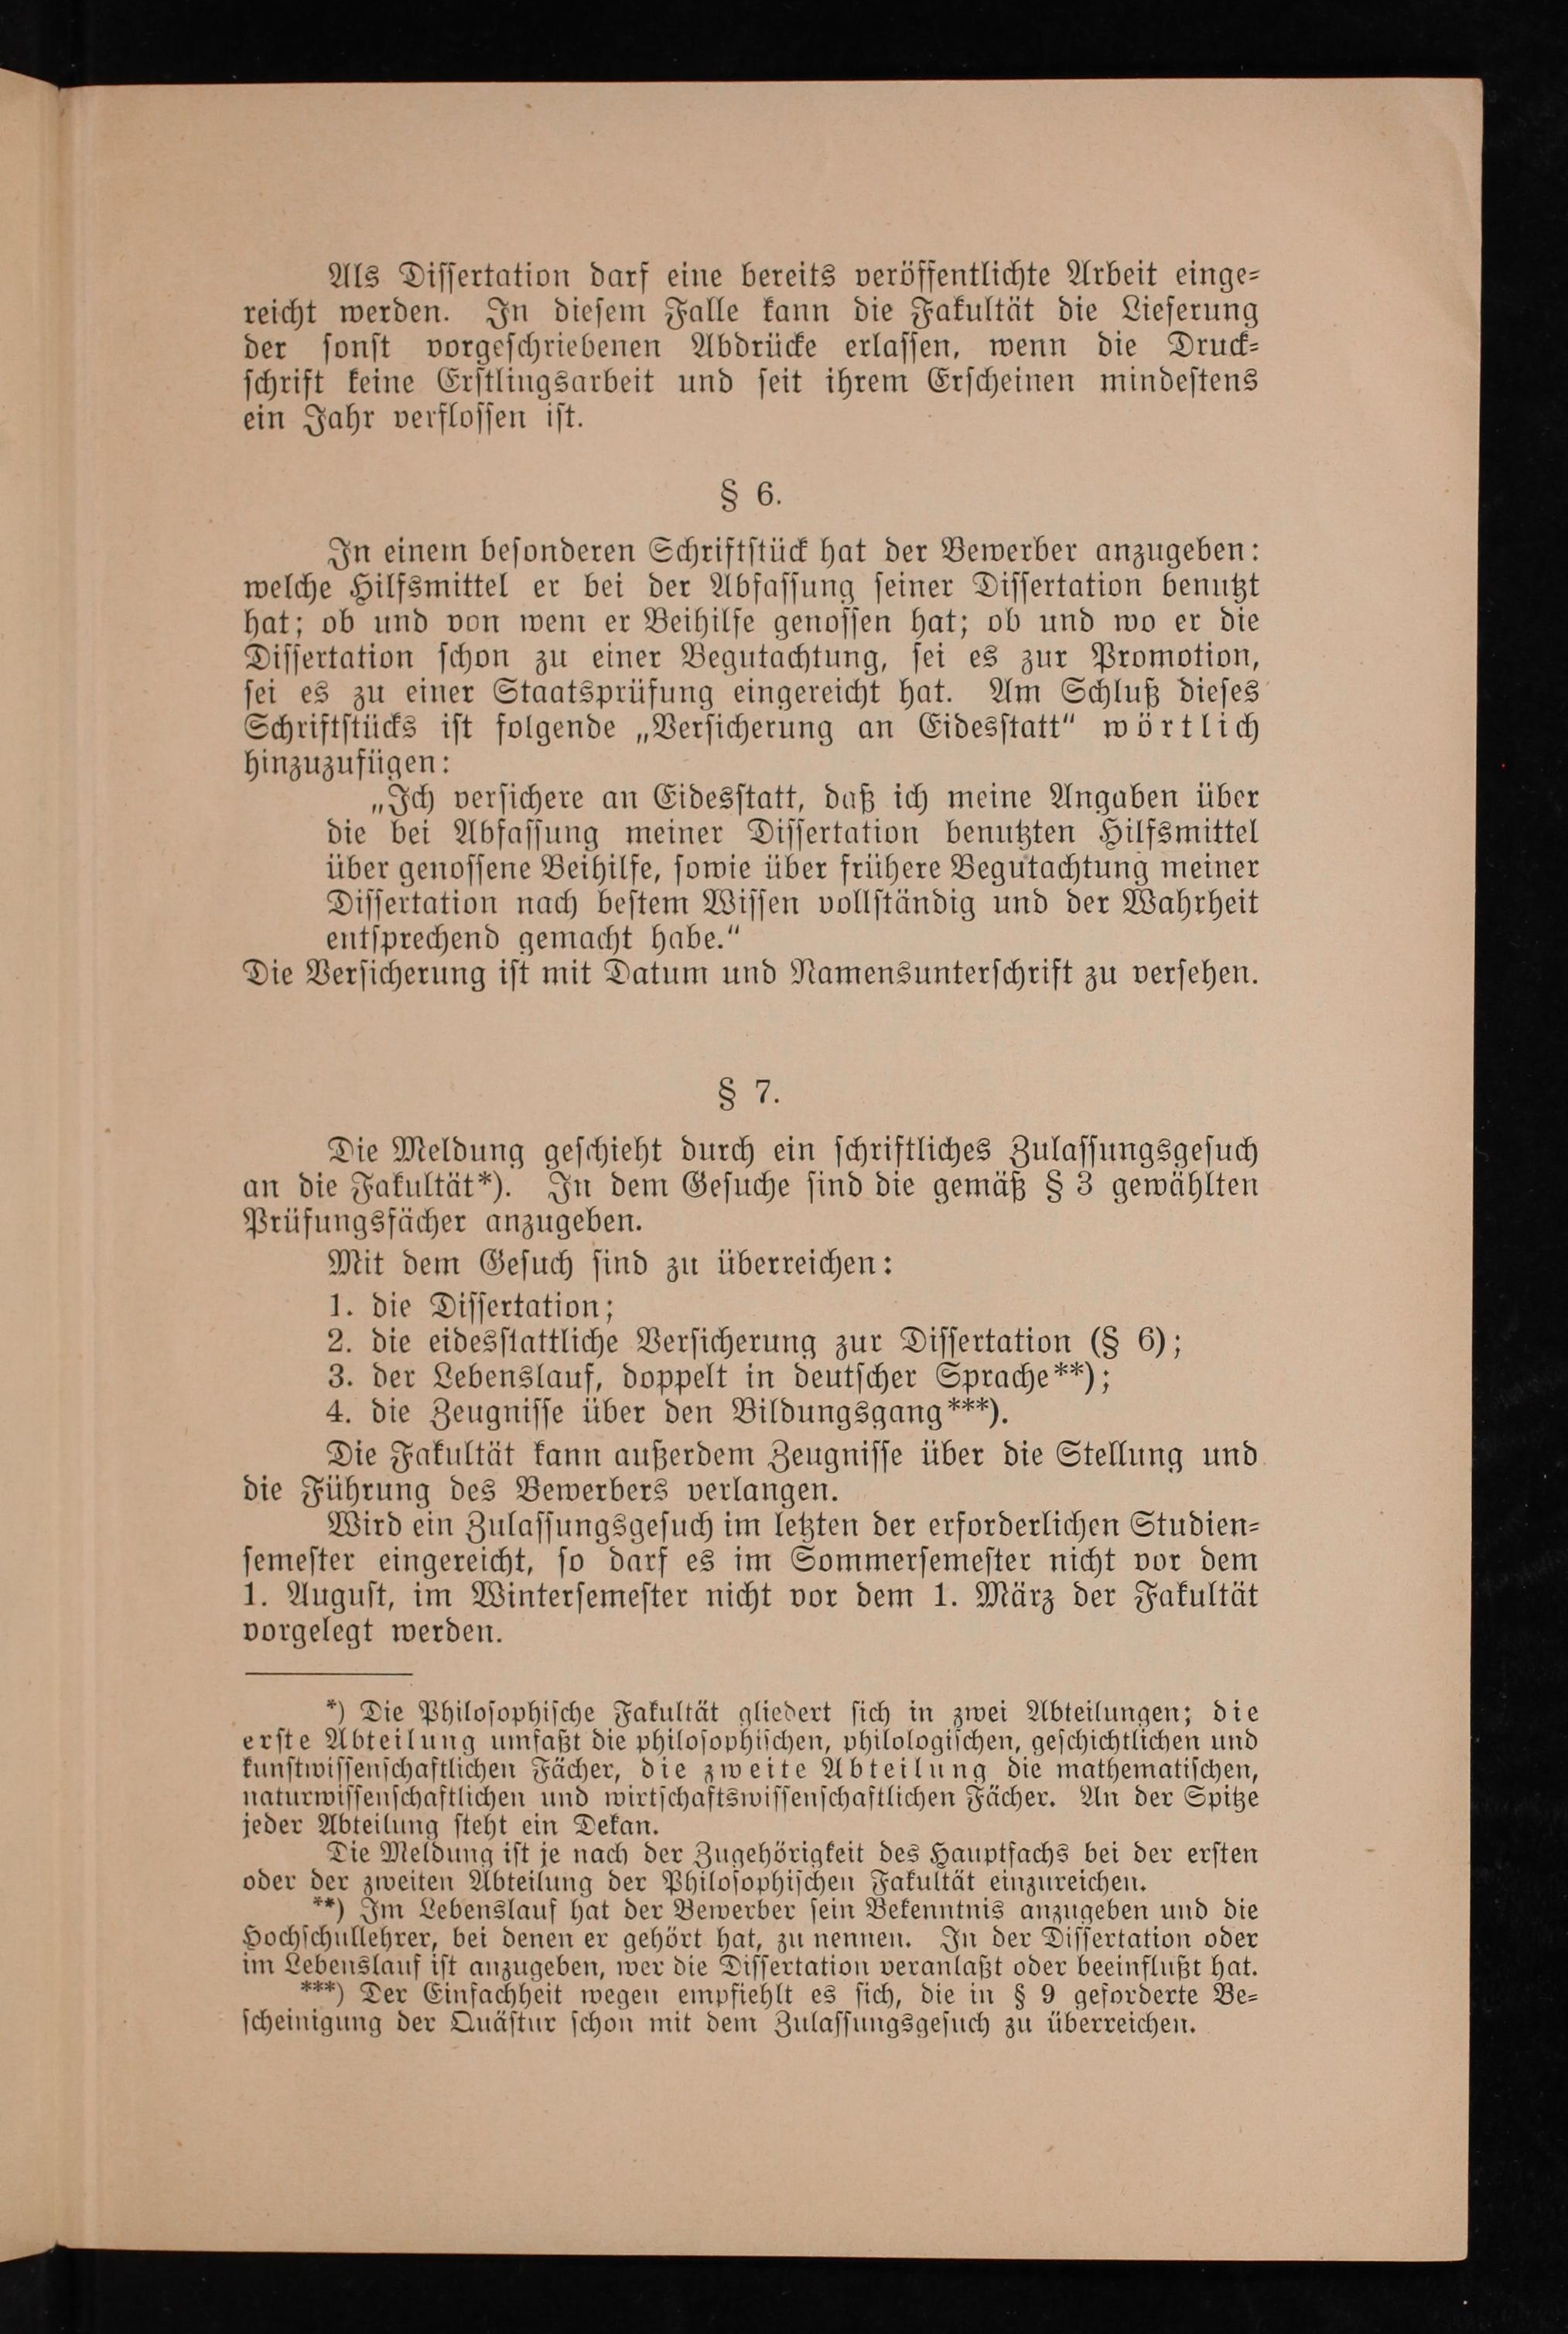 Als Dissertation darf eine bereits veröffentlichte Arbeit einge-
reicht werden. In diesem Falle kann die Fakultät die Lieferung
der sonst vorgeschriebenen Abdrücke erlassen, wenn die Druck-
schrift keine Erstlingsarbeit und seit ihrem Erscheinen mindestens
ein Jahr verflossen ist.
§ 6.
In einem besonderen Schriftstück hat der Bewerber anzugeben:
welche Hilfsmittel er bei der Abfassung seiner Dissertation benutzt
hat; ob und von wem er Beihilfe genossen hat; ob und wo er die
Dissertation schon zu einer Begutachtung, sei es zur Promotion,
sei es zu einer Staatsprüfung eingereicht hat. Am Schluß dieses
Schriftstücks ist folgende „Versicherung an Eidesstatt“ wörtlich
hinzuzufügen:
„Ich versichere an Eidesstatt, daß ich meine Angaben über
die bei Abfassung meiner Dissertation benutzten Hilfsmittel
über genossene Beihilfe, sowie über frühere Begutachtung meiner
Dissertation nach bestem Wissen vollständig und der Wahrheit
entsprechend gemacht habe.“
Die Versicherung ist mit Datum und Namensunterschrift zu versehen.
§ 7.
Die Meldung geschieht durch ein schriftliches Zulassungsgesuch
an die Fakultät*). In dem Gesuche sind die gemäß § 3 gewählten
Prüfungsfächer anzugeben.
Mit dem Gesuch sind zu überreichen:
1. die Dissertation;
2. die eidesstattliche Versicherung zur Dissertation (§ 6);
3. der Lebenslauf, doppelt in deutscher Sprache**);
4. die Zeugnisse über den Bildungsgang***).
Die Fakultät kann außerdem Zeugnisse über die Stellung und
die Führung des Bewerbers verlangen.
Wird ein Zulassungsgesuch im letzten der erforderlichen Studien-
semester eingereicht, so darf es im Sommersemester nicht vor dem
1. August, im Wintersemester nicht vor dem 1. März der Fakultät
vorgelegt werden.
*) Die Philosophische Fakultät gliedert sich in zwei Abteilungen; die
erste Abteilung umfaßt die philosophischen, philologischen, geschichtlichen und
kunstwissenschaftlichen Fächer, die zweite Abteilung die mathematischen,
naturwissenschaftlichen und wirtschaftswissenschaftlichen Fächer. An der Spitze
jeder Abteilung steht ein Dekan.
Die Meldung ist je nach der Zugehörigkeit des Hauptfachs bei der ersten
oder der zweiten Abteilung der Philosophischen Fakultät einzureichen.
**) Im Lebenslauf hat der Bewerber sein Bekenntnis anzugeben und die
Hochschullehrer, bei denen er gehört hat, zu nennen. In der Dissertation oder
im Lebenslauf ist anzugeben, wer die Dissertation veranlaßt oder beeinflußt hat.
***) Der Einfachheit wegen empfiehlt es sich, die in § 9 geforderte Be-
scheinigung der Quästur schon mit dem Zulassungsgesuch zu überreichen.